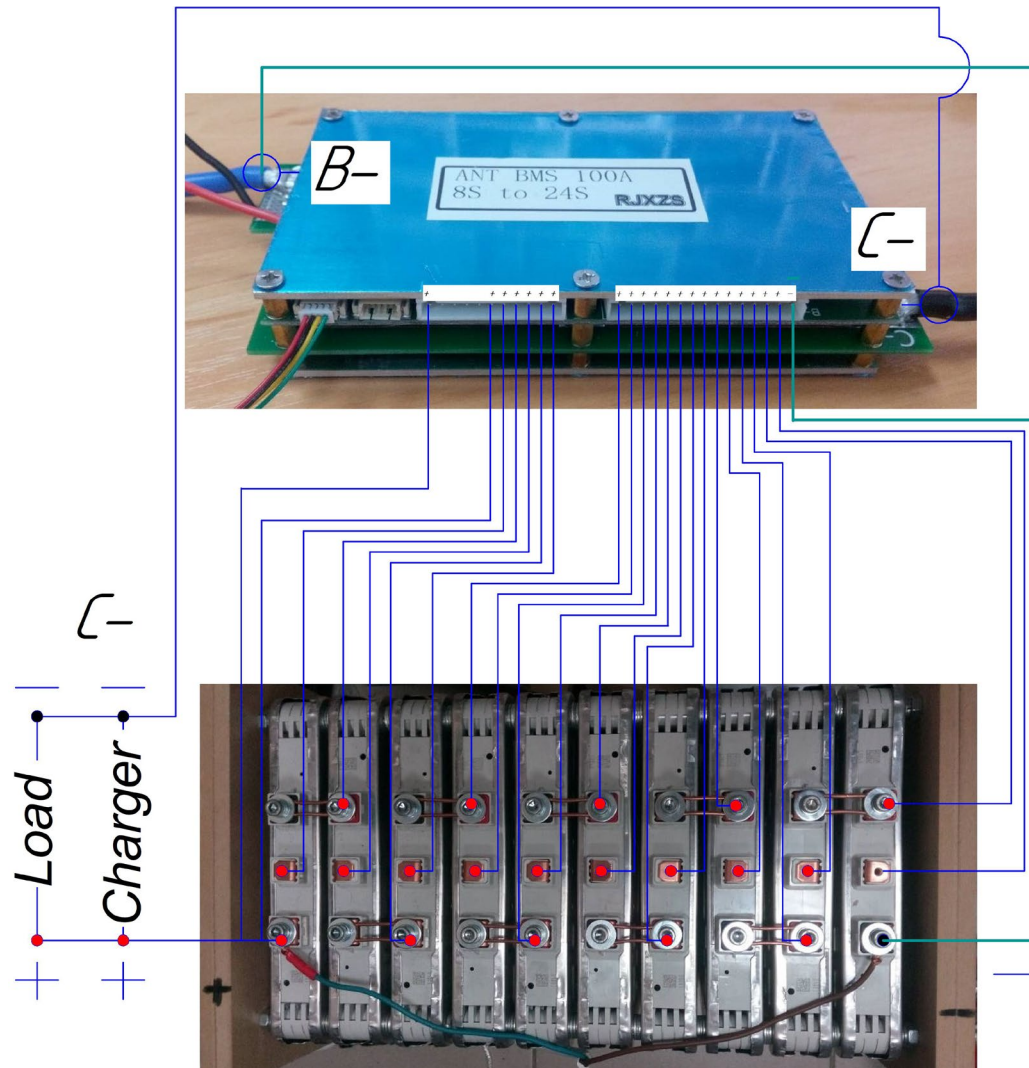 B-
ANT BMS 100A
8S to 24S RJXZS
C-
+ + + + + + +
+ + + + + + + + + + + + + + -
C-
C-
Load
Charger
+
-